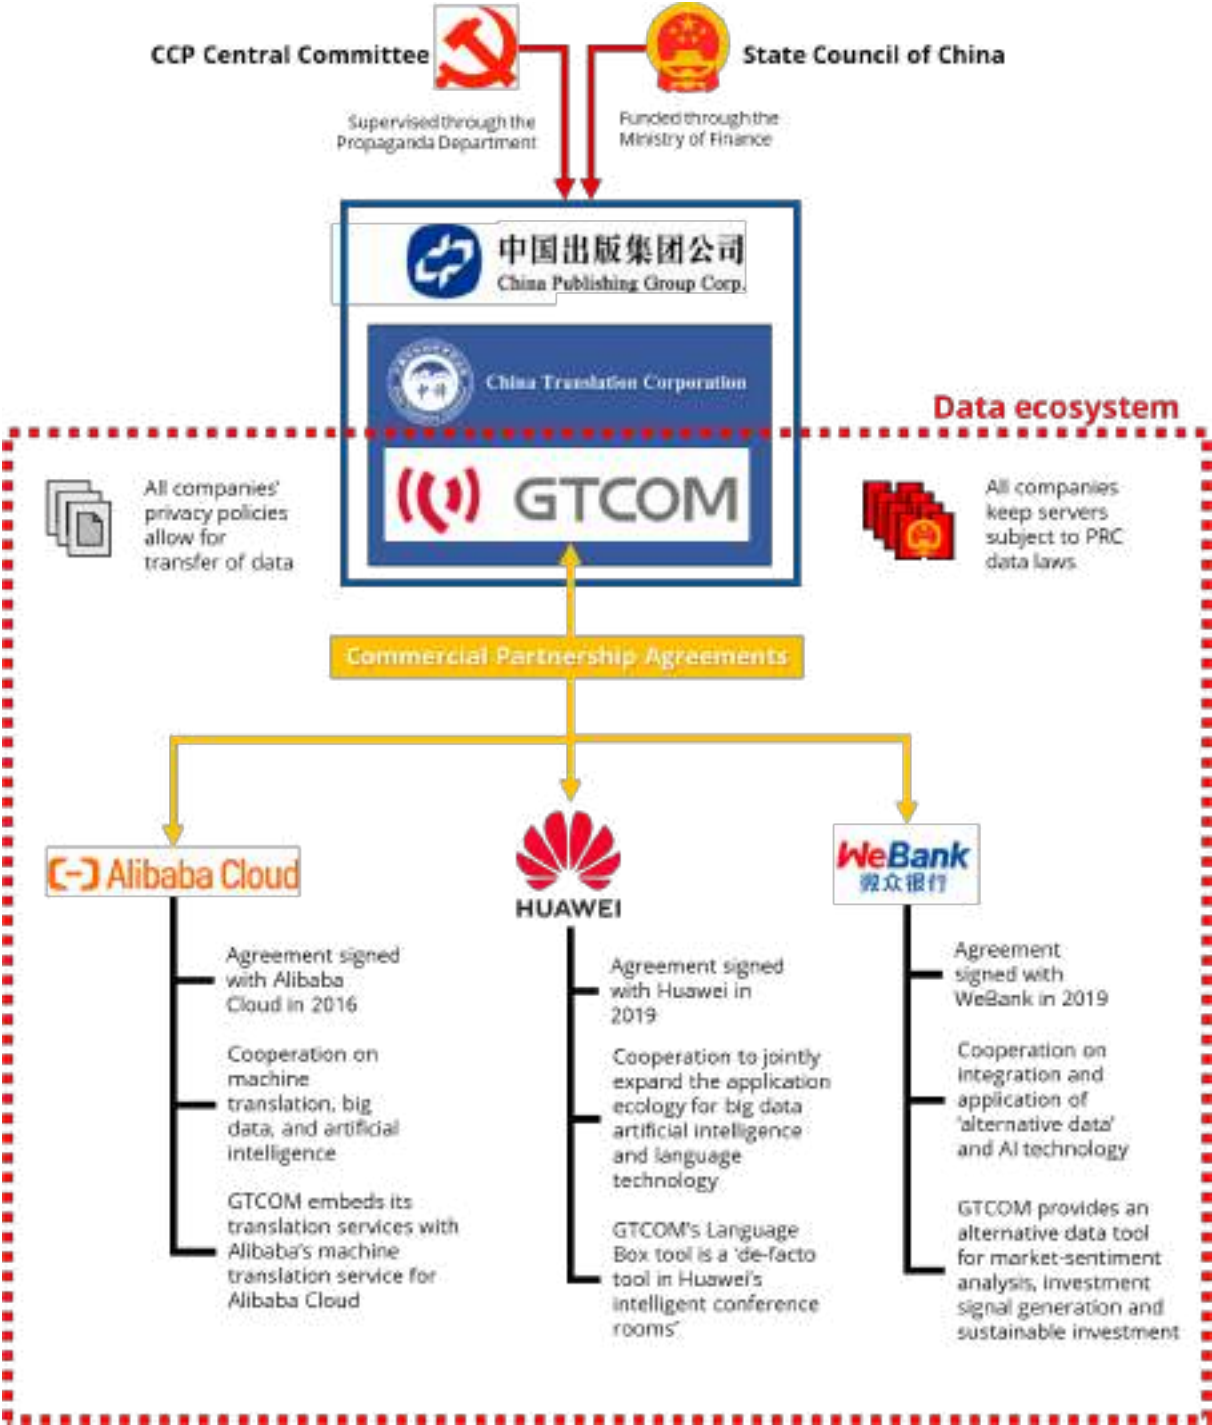 CCP Central Committee
State Council of China
Supervised through the
Propaganda Department
Funded through the
Ministry of Finance
中国出版集团公司
China Publishing Group Corp.
China Translation Corporation
Data ecosystem
GTCOM
All companies'
privacy policies
allow for
transfer of data
All companies
keep servers
subject to PRC
data laws
Commercial Partnership Agreements
Alibaba Cloud
HUAWEI
WeBank
微众银行
Agreement signed
with Alibaba
Cloud in 2016
Cooperation on
machine
translation, big
data, and artificial
intelligence
GTCOM embeds its
translation services with
Alibaba's machine
translation service for
Alibaba Cloud
Agreement signed
with Huawei in
2019
Cooperation to jointly
expand the application
ecology for big data
artificial intelligence
and language
technology
GTCOM's Language
Box tool is a 'de-facto
tool in Huawei's
intelligent conference
rooms'
Agreement
signed with
WeBank in 2019
Cooperation on
integration and
application of
'alternative data'
and AI technology
GTCOM provides an
alternative data tool
for market-sentiment
analysis, investment
signal generation and
sustainable investment